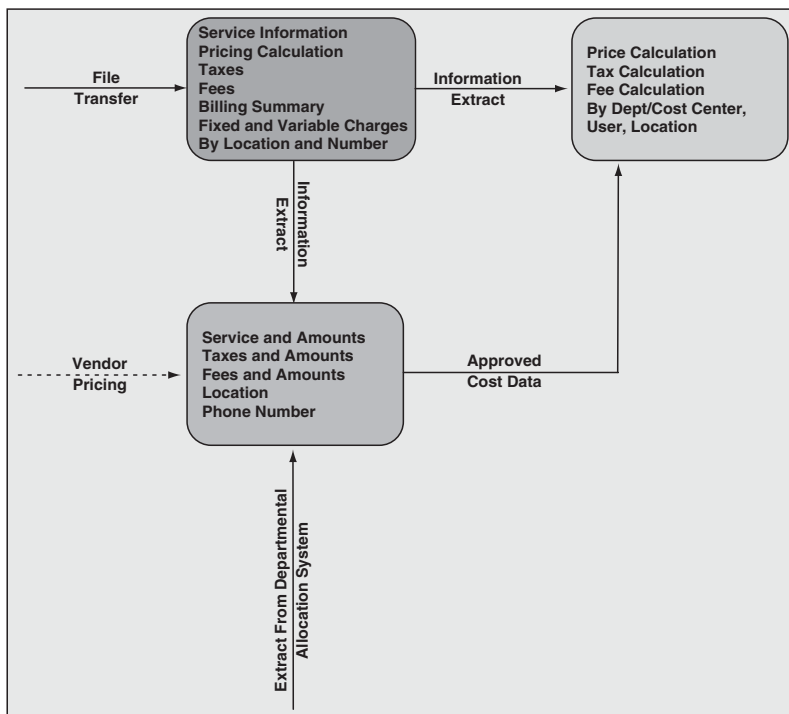 Service Information
Pricing Calculation
Taxes
Fees
Billing Summary
Fixed and Variable Charges
By Location and Number
Price Calculation
Tax Calculation
Fee Calculation
By Dept/Cost Center,
User, Location
File
Transfer
Information
Extract
Information
Extract
Service and Amounts
Taxes and Amounts
Fees and Amounts
Location
Phone Number
Vendor
Pricing
Approved
Cost Data
Extract From Departmental
Allocation System